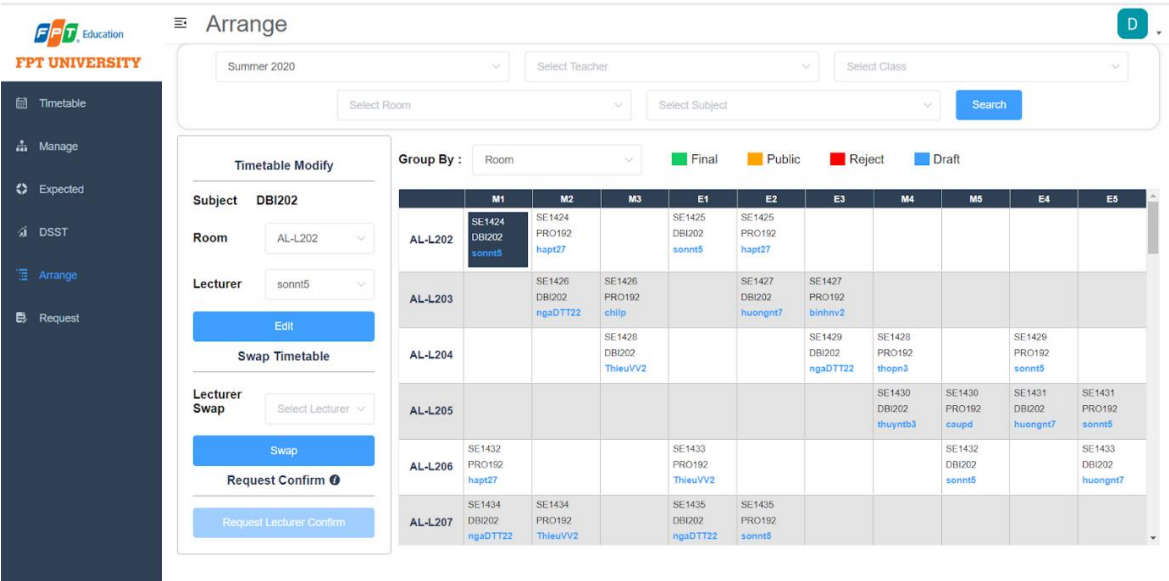 FPT Education
FPT UNIVERSITY
Timetable
Manage
Expected
DSST
Arrange
Request
Arrange
D
Summer 2020
Select Teacher
Select Class
Select Room
Select Subject
Search
Timetable Modify
Subject DBI202
Room AL-L202
Lecturer sonnt5
Edit
Swap Timetable
Lecturer
Swap Select Lecturer
Swap
Request Confirm
Request Lecturer Confirm
Group By : Room Final Public Reject Draft
M1 M2 M3 E1 E2 E3 M4 M5 E4 E5
SE1424 SE1424 SE1425 SE1425
AL-L202 DBI202 PRO192 DBI202 PRO192
sonnt5 hapt27 sonnt5 hapt27
SE1426 SE1426 SE1427 SE1427
AL-L203 DBI202 PRO192 DBI202 PRO192
ngaDTT22 chilp huongnt7 binhnv2
SE1428 SE1429 SE1428 SE1429
AL-L204 DBI202 DBI202 PRO192 PRO192
ThieuVV2 ngaDTT22 thopn3 sonnt5
SE1430 SE1430 SE1431 SE1431
AL-L205 DBI202 PRO192 DBI202 PRO192
thuyntb3 caupd huongnt7 sonnt5
SE1432 SE1433 SE1432 SE1433
AL-L206 PRO192 PRO192 DBI202 DBI202
hapt27 ThieuVV2 sonnt5 huongnt7
SE1434 SE1434 SE1435 SE1435
AL-L207 DBI202 PRO192 DBI202 PRO192
ngaDTT22 ThieuVV2 ngaDTT22 sonnt5